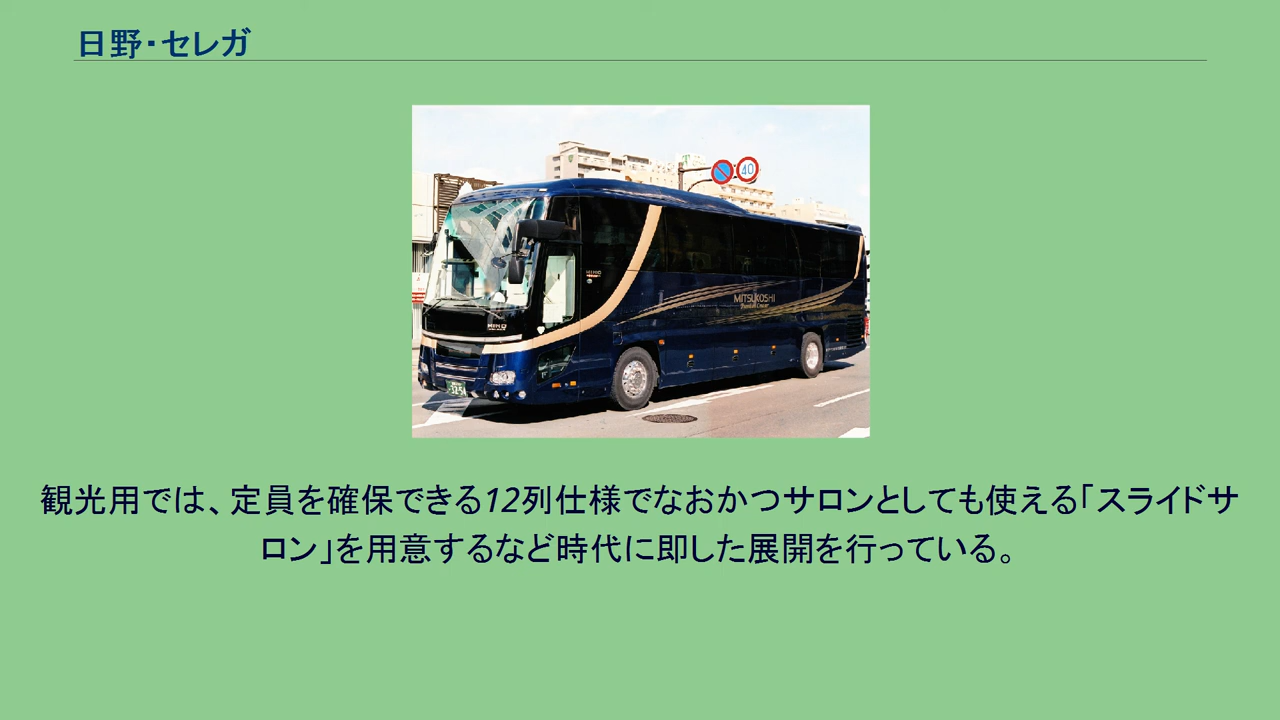 日野・セレガ
40
MITSUKOSHI
HINO
観光用では、定員を確保できる12列仕様でなおかつサロンとしても使える「スライドサ
ロン」を用意するなど時代に即した展開を行っている。